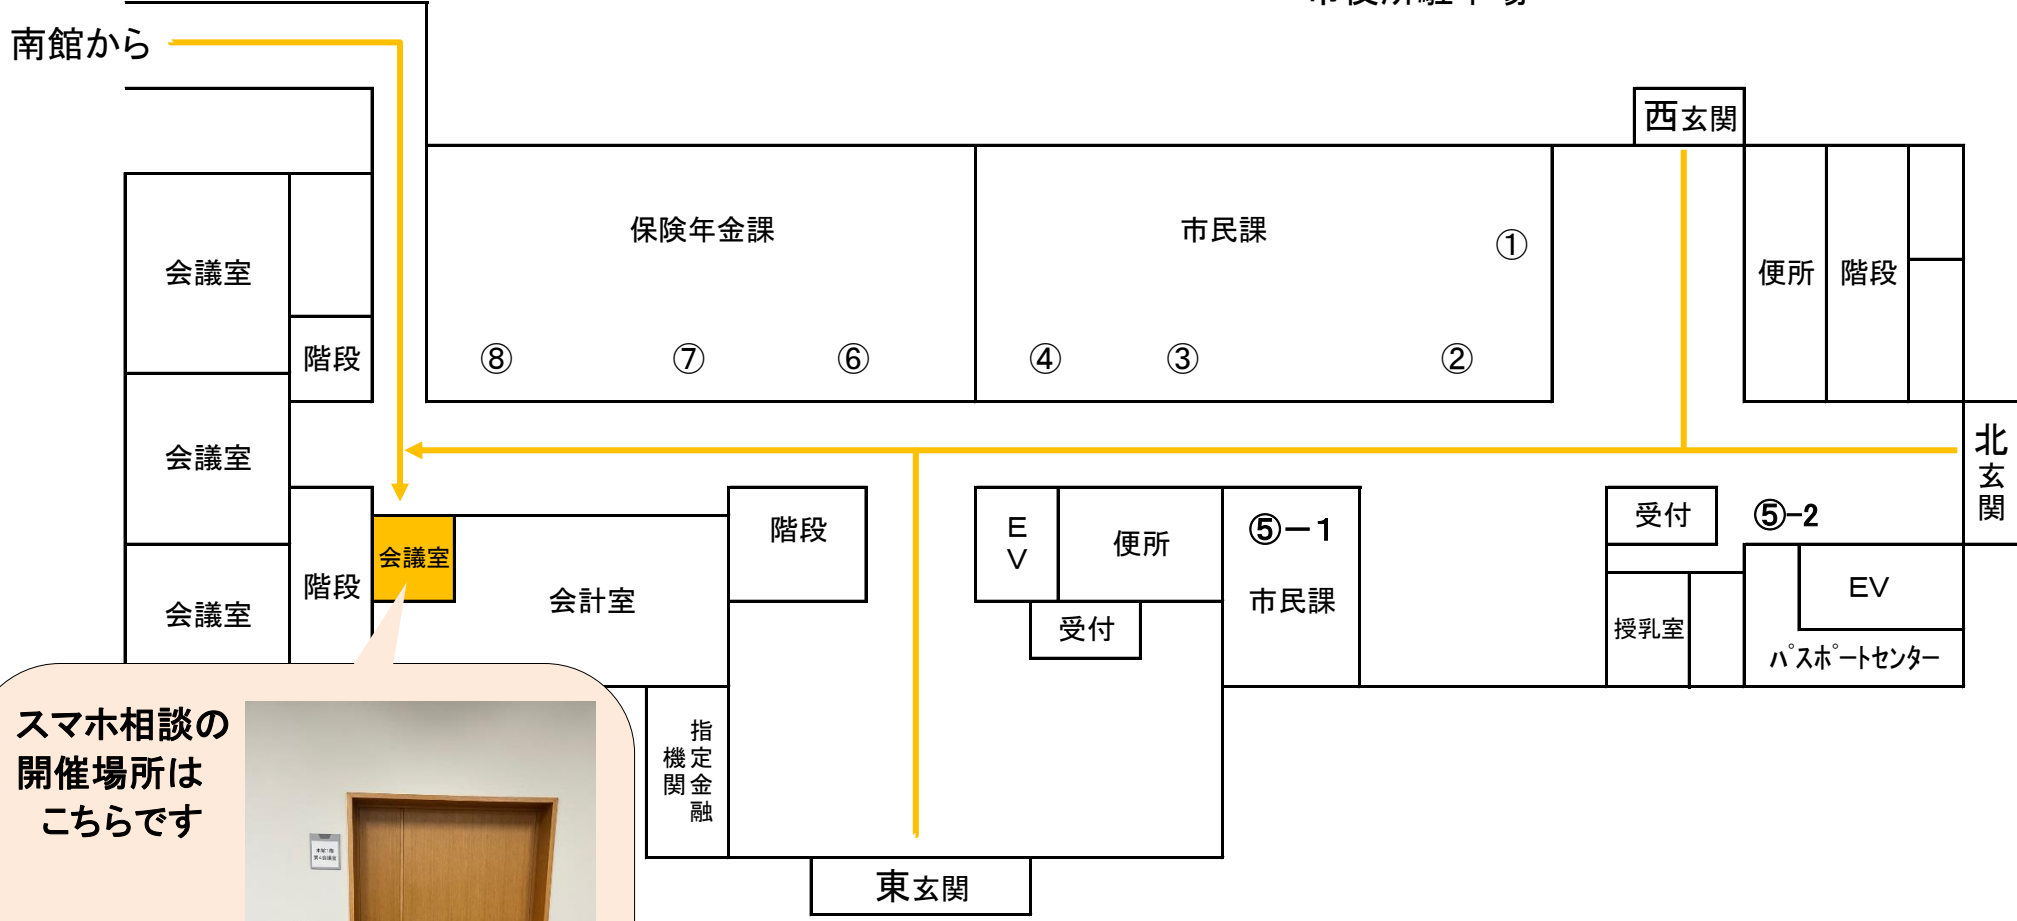 南館から
西玄関
保険年金課
市民課
①
会議室
便所
階段
階段
⑧
⑦
⑥
④
③
②
会議室
北玄関
階段
EV
便所
⑤－1
市民課
受付
⑤-2
会議室
会計室
階段
会議室
受付
授乳室
EV
パスポートセンター
スマホ相談の
開催場所は
こちらです
指定金融
機関
東玄関